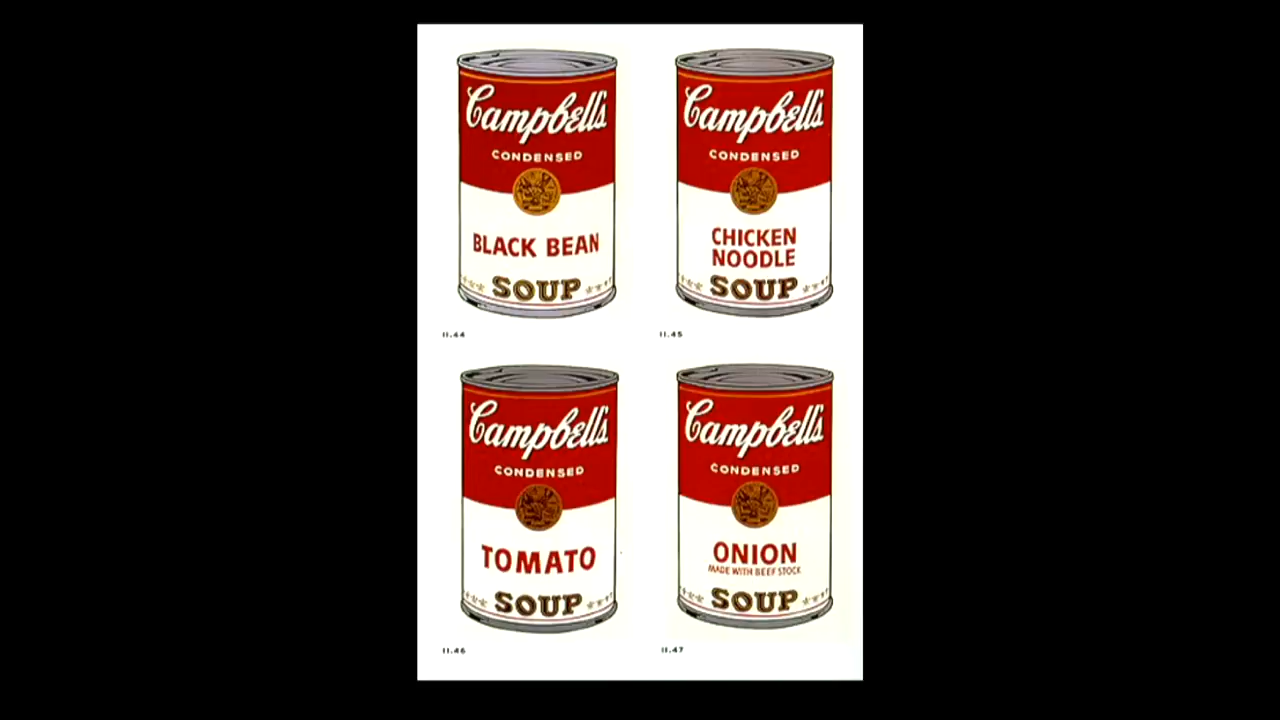 Campbell's
CONDENSED
BLACK BEAN
SOUP
II.44
Campbell's
CONDENSED
CHICKEN
NOODLE
SOUP
II.45
Campbell's
CONDENSED
TOMATO
SOUP
II.46
Campbell's
CONDENSED
ONION
MADE WITH BEEF STOCK
SOUP
II.47